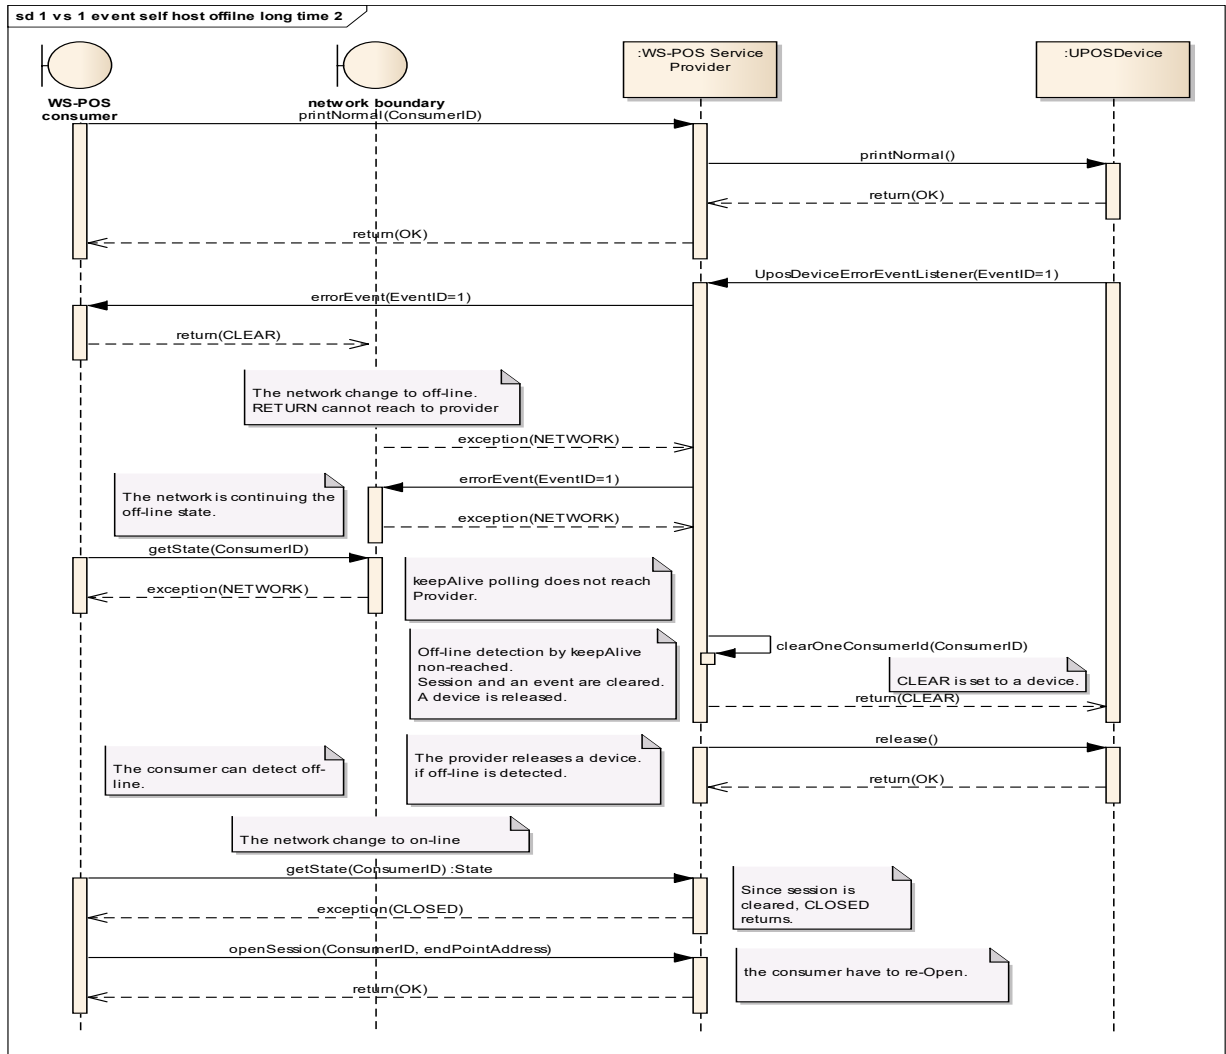 sd 1 vs 1 event self host offilne long time 2
:WS-POS Service
Provider
:UPOSDevice
WS-POS
consumer
network boundary
printNormal(ConsumerID)
printNormal()
return(OK)
return(OK)
UposDeviceErrorEventListener(EventID=1)
errorEvent(EventID=1)
return(CLEAR)
The network change to off-line.
RETURN cannot reach to provider
exception(NETWORK)
errorEvent(EventID=1)
The network is continuing the
off-line state.
exception(NETWORK)
getState(ConsumerID)
exception(NETWORK)
keepAlive polling does not reach
Provider.
Off-line detection by keepAlive
non-reached.
Session and an event are cleared.
A device is released.
clearOneConsumerId(ConsumerID)
CLEAR is set to a device.
return(CLEAR)
release()
The provider releases a device.
if off-line is detected.
The consumer can detect off-
line.
return(OK)
The network change to on-line
getState(ConsumerID) :State
Since session is
cleared, CLOSED
returns.
exception(CLOSED)
openSession(ConsumerID, endPointAddress)
the consumer have to re-Open.
return(OK)